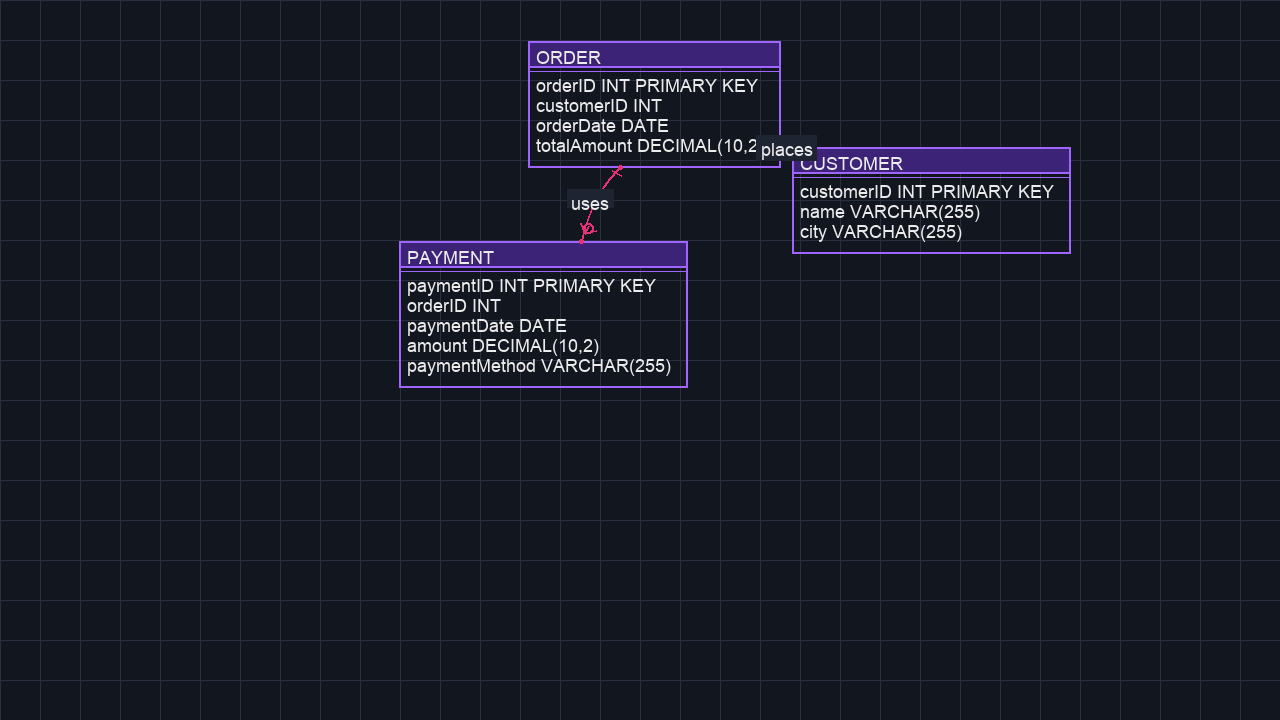 ORDER
orderID INT PRIMARY KEY
customerID INT
orderDate DATE
totalAmount DECIMAL(10,2
places
CUSTOMER
customerID INT PRIMARY KEY
name VARCHAR(255)
city VARCHAR(255)
uses
PAYMENT
paymentID INT PRIMARY KEY
orderID INT
paymentDate DATE
amount DECIMAL(10,2)
paymentMethod VARCHAR(255)